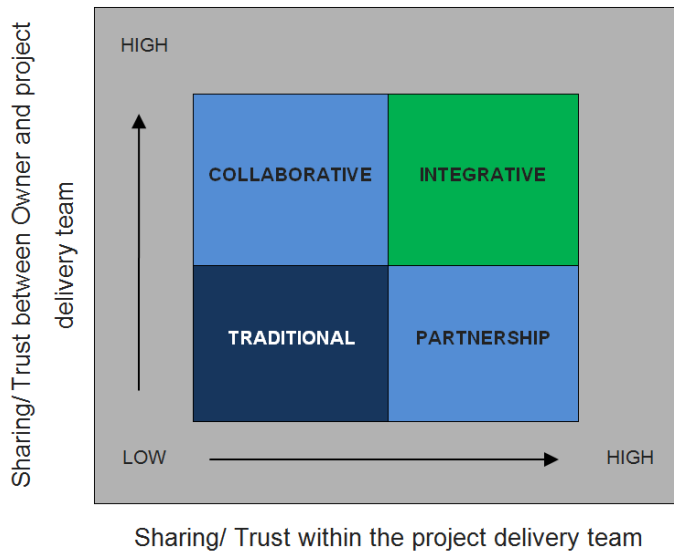 HIGH
Sharing/ Trust between Owner and project
delivery team
COLLABORATIVE
INTEGRATIVE
TRADITIONAL
PARTNERSHIP
LOW
HIGH
Sharing/ Trust within the project delivery team